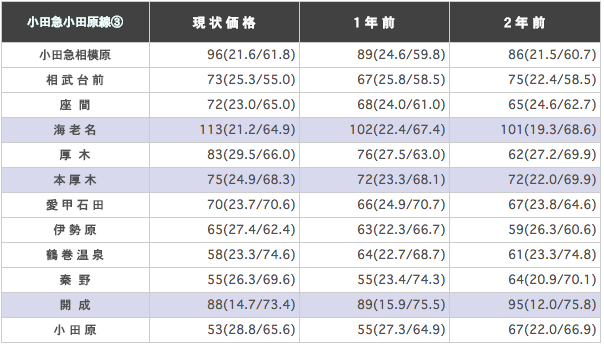 小田急小田原線③ 現状価格 1年前 2年前
小田急相模原 96(21.6/61.8) 89(24.6/59.8) 86(21.5/60.7)
相武台前 73(25.3/55.0) 67(25.8/58.5) 75(22.4/58.5)
座間 72(23.0/65.0) 68(24.0/61.0) 65(24.6/62.7)
海老名 113(21.2/64.9) 102(22.4/67.4) 101(19.3/68.6)
厚木 83(29.5/66.0) 76(27.5/63.0) 62(27.2/69.9)
本厚木 75(24.9/68.3) 72(23.3/68.1) 72(22.0/69.9)
愛甲石田 70(23.7/70.6) 66(24.9/70.7) 67(23.8/64.6)
伊勢原 65(27.4/62.4) 63(22.3/66.7) 59(26.3/60.6)
鶴巻温泉 58(23.3/74.6) 64(22.7/68.7) 61(23.3/74.8)
秦野 55(26.3/69.6) 55(23.4/74.3) 64(20.9/70.1)
開成 88(14.7/73.4) 89(15.9/75.5) 95(12.0/75.8)
小田原 53(28.8/65.6) 55(27.3/64.9) 67(22.0/66.9)